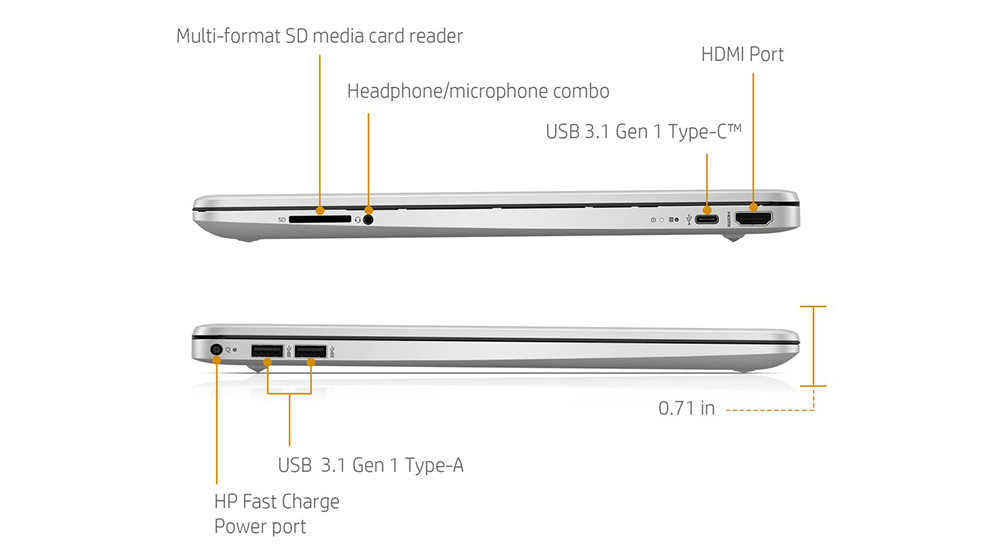 Multi-format SD media card reader
HDMI Port
Headphone/microphone combo
USB 3.1 Gen 1 Type-C™
SD
HDMI
0.71 in
USB 3.1 Gen 1 Type-A
HP Fast Charge
Power port